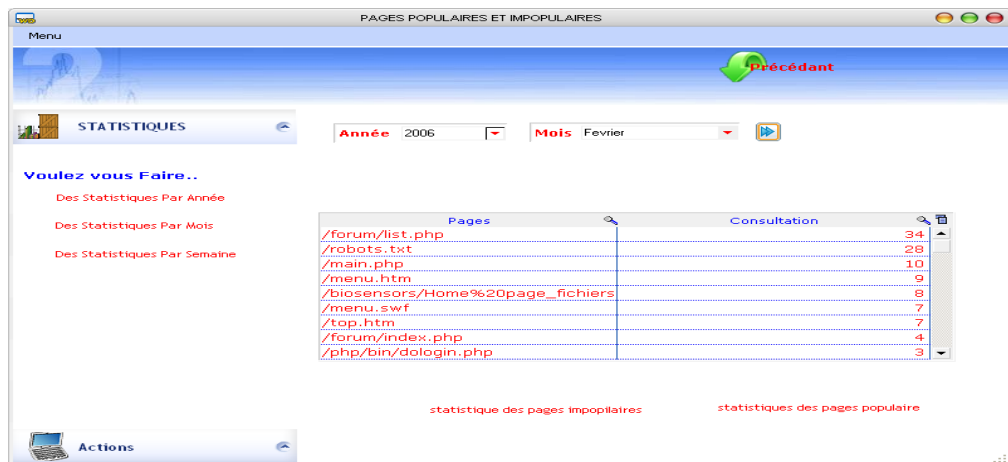 PAGES POPULAIRES ET IMPOPULAIRES
Menu
Précédant
STATISTIQUES
Année 2006 Mois Fevrier
Voulez vous Faire..
Des Statistiques Par Année
Des Statistiques Par Mois
Des Statistiques Par Semaine
Pages Consultation
/forum/list.php 34
/robots.txt 28
/main.php 10
/menu.htm 9
/biosensors/Home%20page_fichiers 8
/menu.swf 7
/top.htm 7
/forum/index.php 4
/php/bin/dologin.php 3
statistique des pages impopilaires statistiques des pages populaire
Actions